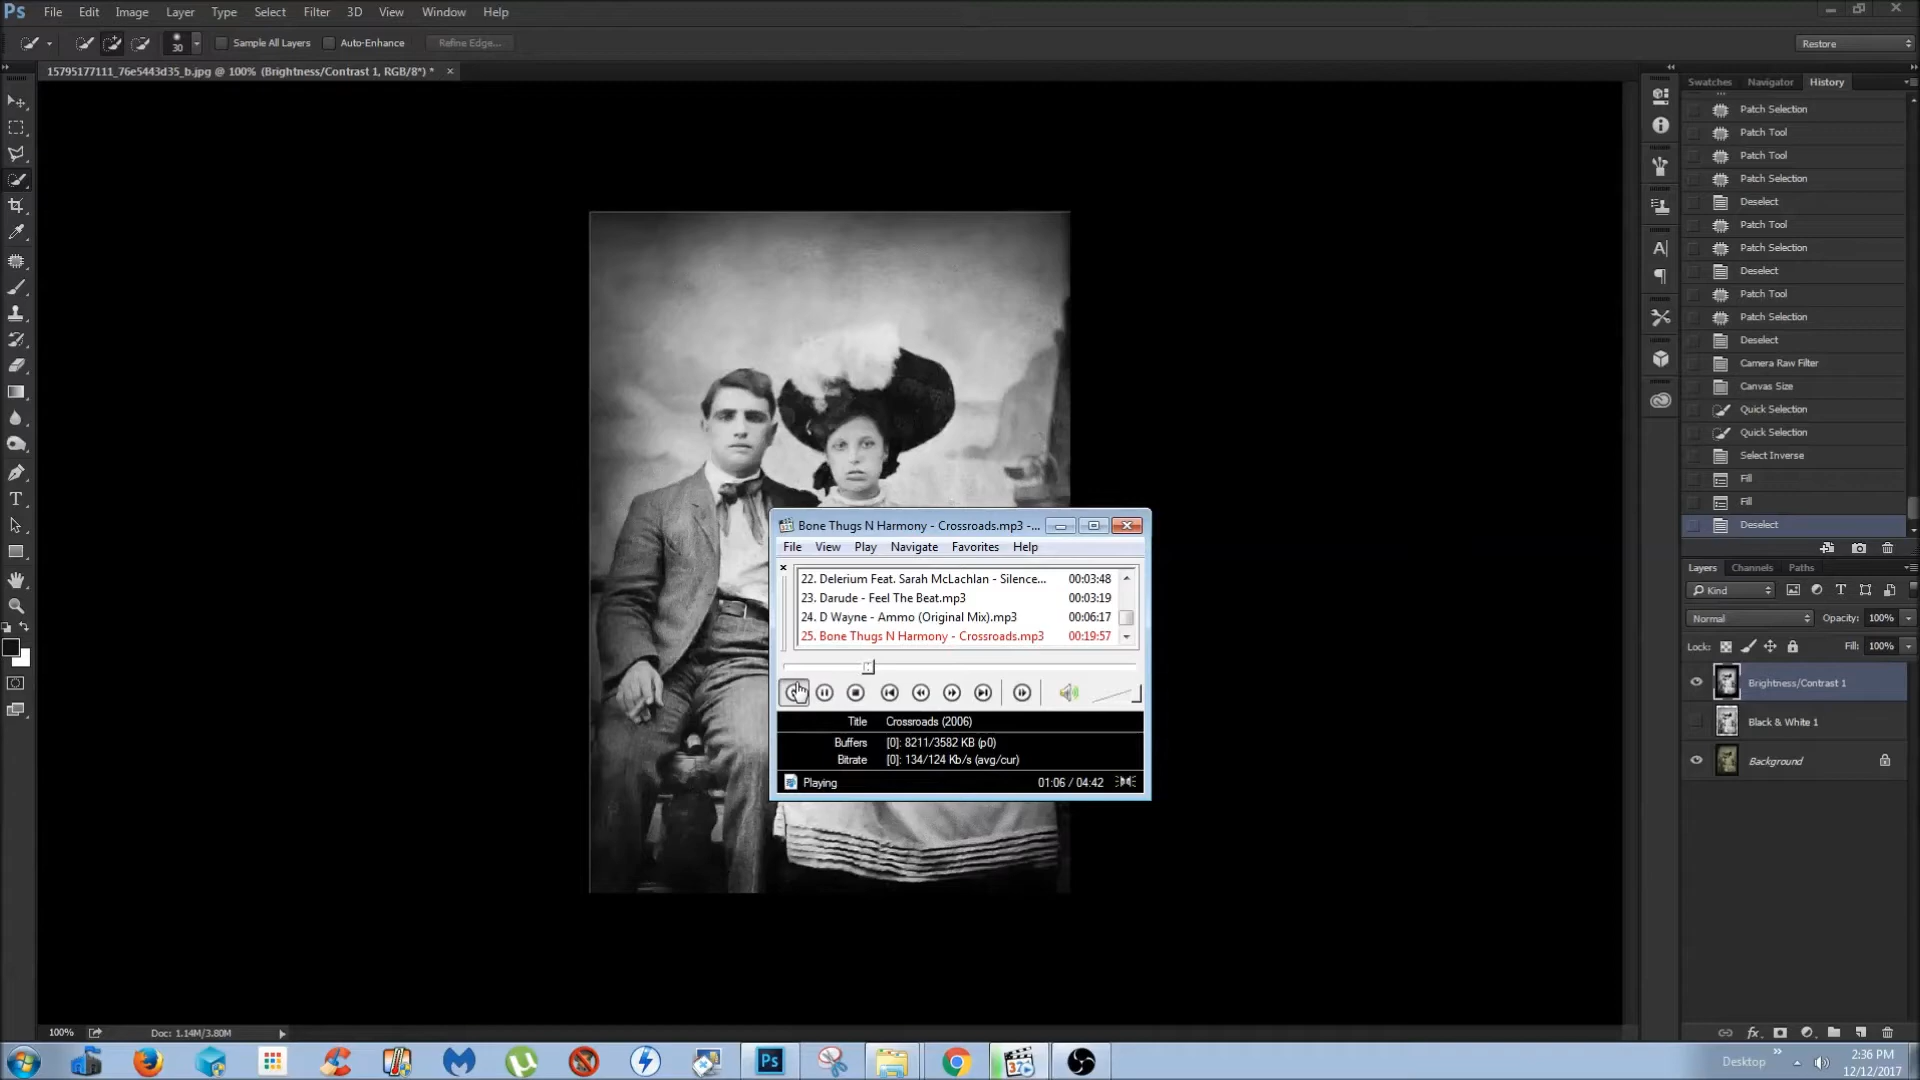 Ps File Edit Image Layer Type Select Filter 3D View Window Help
30 Sample All Layers Auto-Enhance Refine Edge... Restore
15795177111_76e5443d35_b.jpg @ 100% (Brightness/Contrast 1, RGB/8*) *
Swatches Navigator History
Patch Selection
Patch Tool
Patch Tool
Patch Selection
Deselect
Patch Tool
Patch Selection
Deselect
Patch Tool
Patch Selection
Deselect
Camera Raw Filter
Canvas Size
Quick Selection
Quick Selection
Select Inverse
Fill
Fill
Deselect
Layers Channels Paths
Kind
Normal Opacity: 100%
Lock: Fill: 100%
Brightness/Contrast 1
Black & White 1
Background
Bone Thugs N Harmony - Crossroads.mp3 -...
File View Play Navigate Favorites Help
22. Delerium Feat. Sarah McLachlan - Silence... 00:03:48
23. Darude - Feel The Beat.mp3 00:03:19
24. D Wayne - Ammo (Original Mix).mp3 00:06:17
25. Bone Thugs N Harmony - Crossroads.mp3 00:19:57
Title Crossroads (2006)
Buffers [0]: 8211/3582 KB (p0)
Bitrate [0]: 134/124 Kb/s (avg/cur)
Playing 01:06 / 04:42
100% Doc: 1.14M/3.80M
Ps
Desktop
2:36 PM
12/12/2017